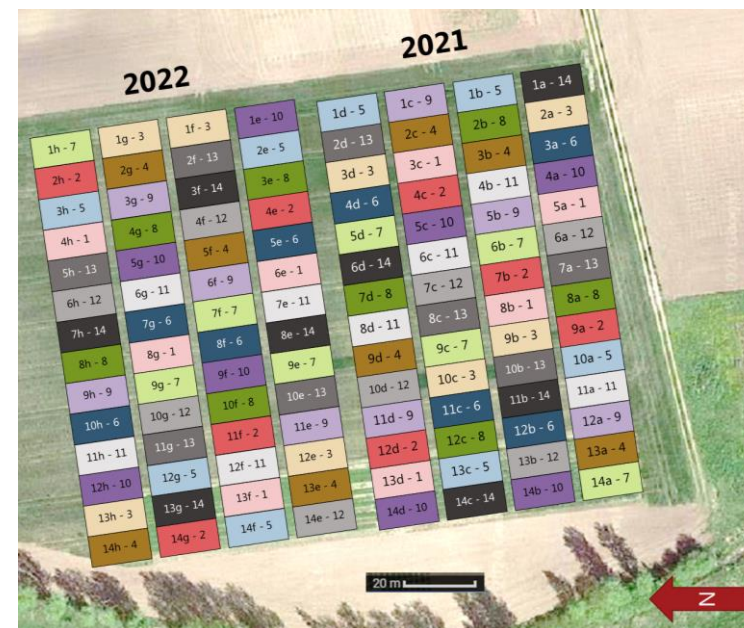 2022
2021
1h - 7 1g - 3 1f - 3 1e - 10 1d - 5 1c - 9 1b - 5 1a - 14
2h - 2 2g - 4 2f - 13 2e - 5 2d - 13 2c - 4 2b - 8 2a - 3
3h - 5 3g - 9 3f - 14 3e - 8 3d - 3 3c - 1 3b - 4 3a - 6
4h - 1 4g - 8 4f - 12 4e - 2 4d - 6 4c - 2 4b - 11 4a - 10
5h - 13 5g - 10 5f - 4 5e - 6 5d - 7 5c - 10 5b - 9 5a - 1
6h - 12 6g - 11 6f - 9 6e - 1 6d - 14 6c - 11 6b - 7 6a - 12
7h - 14 7g - 6 7f - 7 7e - 11 7d - 8 7c - 12 7b - 2 7a - 13
8h - 8 8g - 1 8f - 6 8e - 14 8d - 11 8c - 13 8b - 1 8a - 8
9h - 9 9g - 7 9f - 10 9e - 7 9d - 4 9c - 7 9b - 3 9a - 2
10h - 6 10g - 12 10f - 8 10e - 13 10d - 12 10c - 3 10b - 13 10a - 5
11h - 11 11g - 13 11f - 2 11e - 9 11d - 9 11c - 6 11b - 14 11a - 11
12h - 10 12g - 5 12f - 11 12e - 3 12d - 2 12c - 8 12b - 6 12a - 9
13h - 3 13g - 14 13f - 1 13e - 4 13d - 1 13c - 5 13b - 12 13a - 4
14h - 4 14g - 2 14f - 5 14e - 12 14d - 10 14c - 14 14b - 10 14a - 7
20 m
N